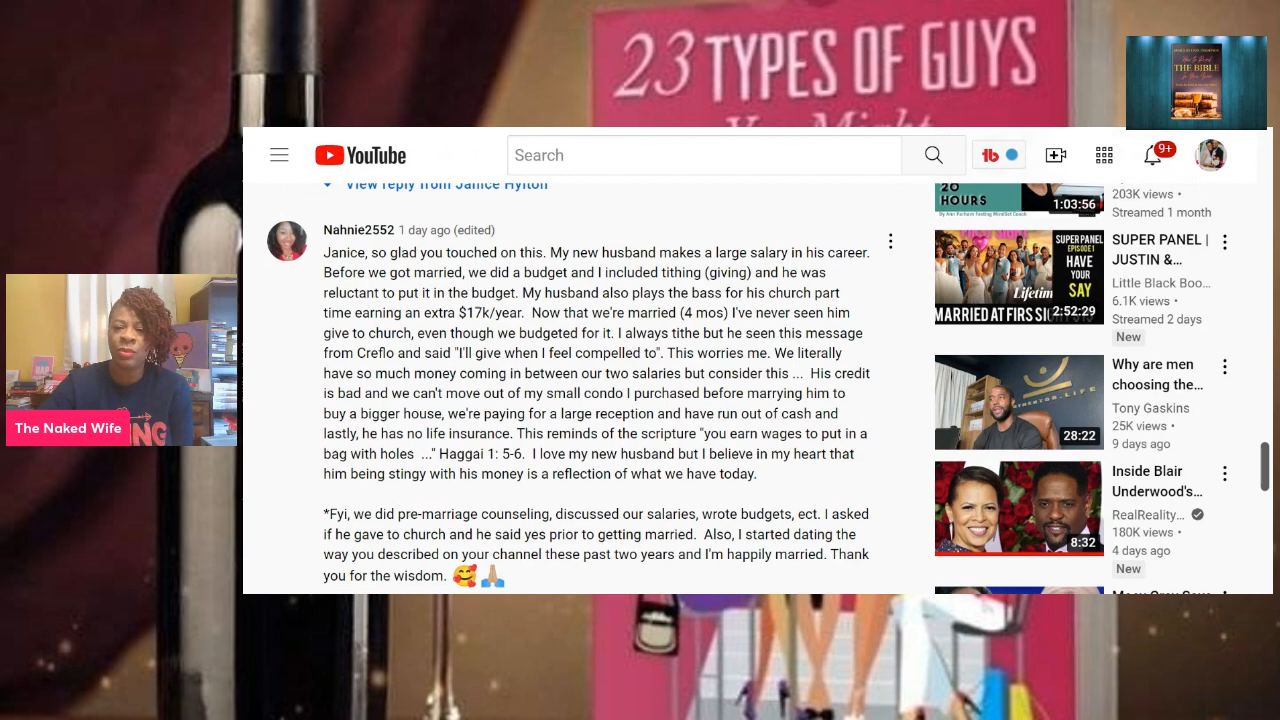 23 TYPES OF GUYS
You Might
THE BIBLE
YouTube
Search
9+
View reply from Janice Hylton
Nahnie2552 1 day ago (edited)
Janice, so glad you touched on this. My new husband makes a large salary in his career.
Before we got married, we did a budget and I included tithing (giving) and he was
reluctant to put it in the budget. My husband also plays the bass for his church part
time earning an extra $17k/year. Now that we're married (4 mos) I've never seen him
give to church, even though we budgeted for it. I always tithe but he seen this message
from Creflo and said "I'll give when I feel compelled to". This worries me. We literally
have so much money coming in between our two salaries but consider this ... His credit
is bad and we can't move out of my small condo I purchased before marrying him to
buy a bigger house, we're paying for a large reception and have run out of cash and
lastly, he has no life insurance. This reminds of the scripture "you earn wages to put in a
bag with holes ..." Haggai 1: 5-6. I love my new husband but I believe in my heart that
him being stingy with his money is a reflection of what we have today.
*Fyi, we did pre-marriage counseling, discussed our salaries, wrote budgets, ect. I asked
if he gave to church and he said yes prior to getting married. Also, I started dating the
way you described on your channel these past two years and I'm happily married. Thank
you for the wisdom. 🥰🙏🏽
20
HOURS
1:03:56
203K views •
Streamed 1 month
SUPER PANEL
EPISODE 1
HAVE
YOUR
SAY
Lifetim
MARRIED AT FIRS SI
2:52:29
SUPER PANEL |
JUSTIN &...
Little Black Boo...
6.1K views •
Streamed 2 days
New
28:22
Why are men
choosing the...
Tony Gaskins
25K views •
9 days ago
8:32
Inside Blair
Underwood's...
RealReality...
180K views •
4 days ago
New
The Naked Wife
NG